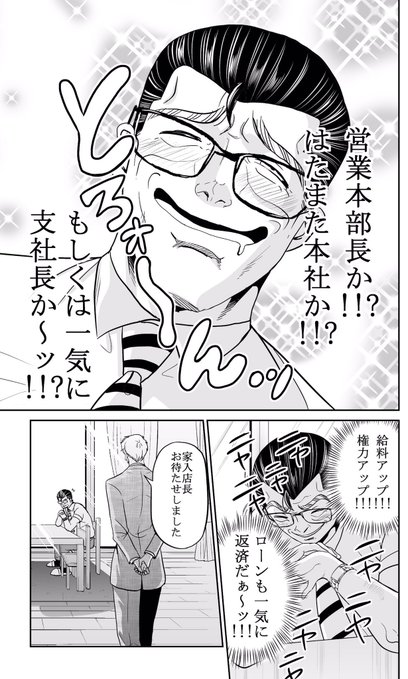 営業本部長か!!?
はたまた本社か!!?
とろォ～ん…
もしくは一気に
支社長か～ッ!!?
給料アップ
権力アップ!!!!!!
ニヤ
ニヤ
ローンも一気に
返済だぁ～ッ!!!
ニヤ
ニヤ
家入店長
お待たせしました